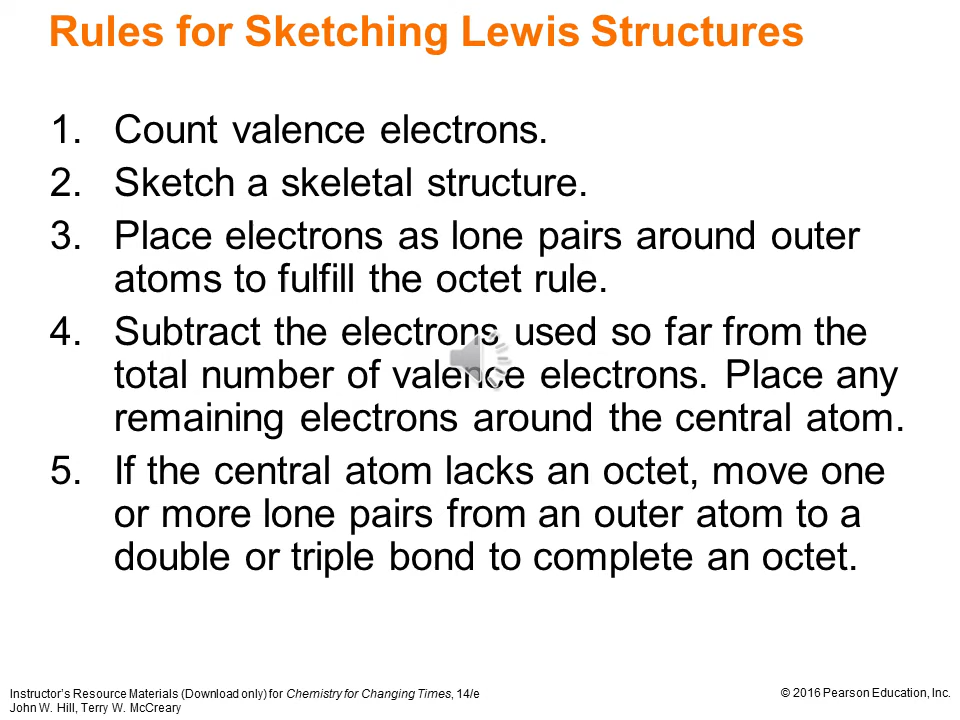 Rules for Sketching Lewis Structures
1. Count valence electrons.
2. Sketch a skeletal structure.
3. Place electrons as lone pairs around outer
atoms to fulfill the octet rule.
4. Subtract the electrons used so far from the
total number of valence electrons. Place any
remaining electrons around the central atom.
5. If the central atom lacks an octet, move one
or more lone pairs from an outer atom to a
double or triple bond to complete an octet.
Instructor's Resource Materials (Download only) for Chemistry for Changing Times, 14/e
John W. Hill, Terry W. McCreary
© 2016 Pearson Education, Inc.